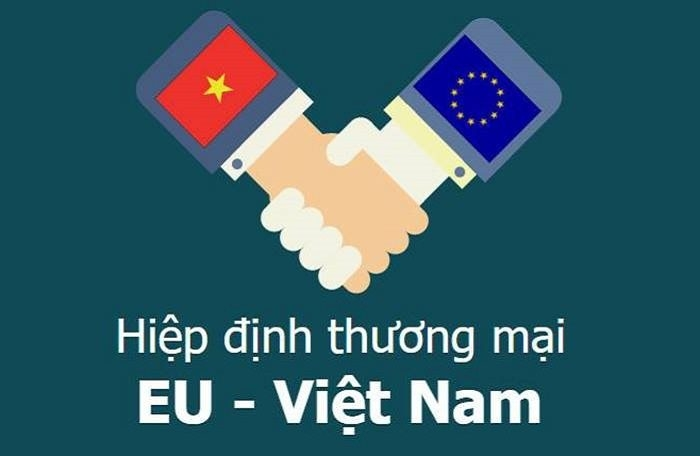 Hiệp định thương mại
EU - Việt Nam